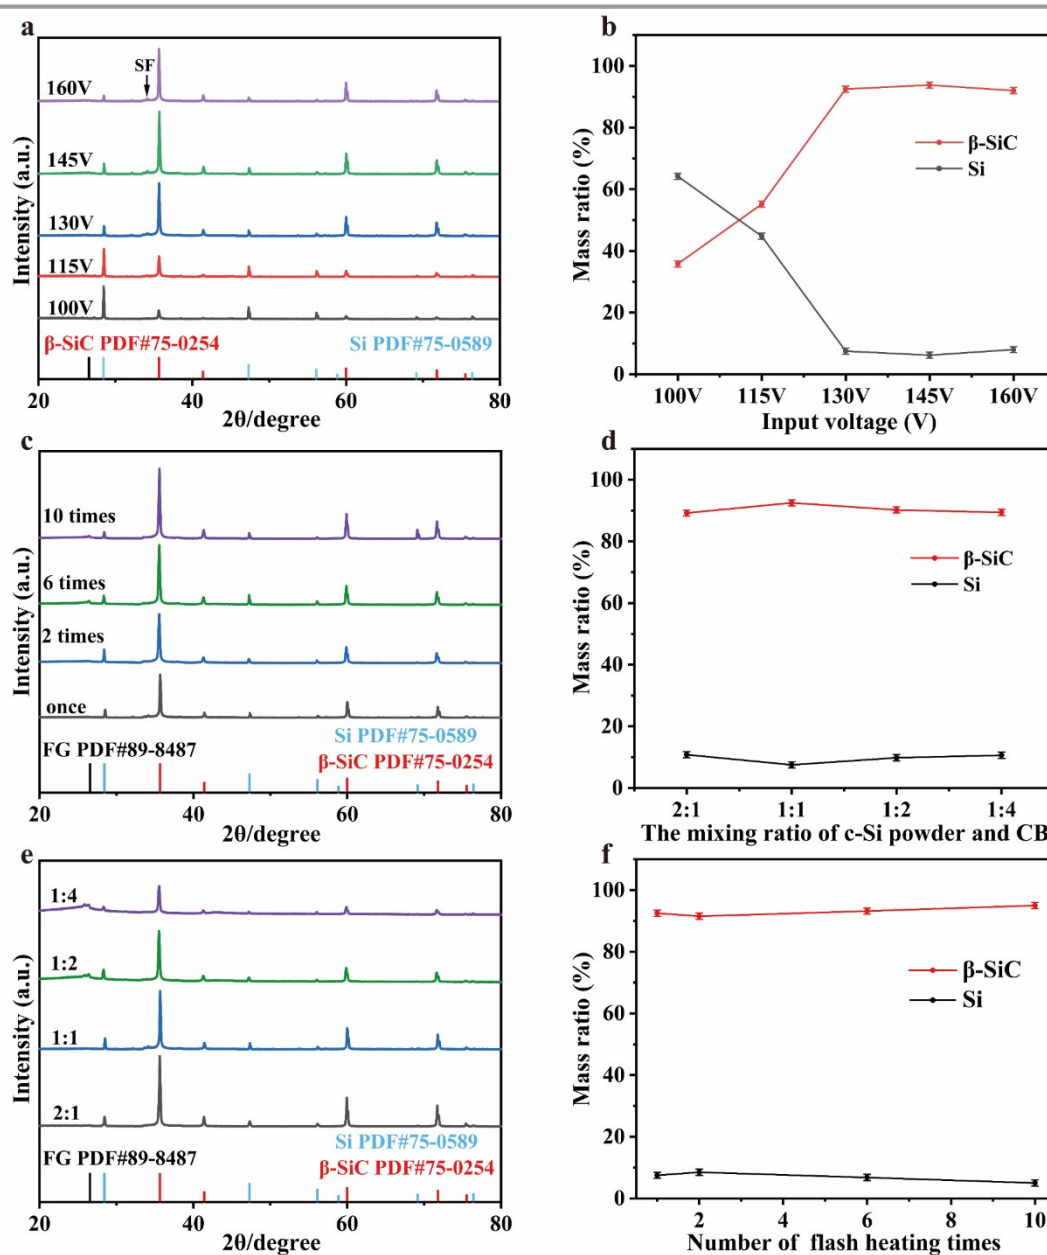 a
SF
160V
145V
130V
115V
100V
β-SiC PDF#75-0254 Si PDF#75-0589
20 40 60 80
2θ/degree
Intensity (a.u.)
b
100
80
60
40
20
0
β-SiC
Si
100V 115V 130V 145V 160V
Input voltage (V)
Mass ratio (%)
c
10 times
6 times
2 times
once
FG PDF#89-8487
Si PDF#75-0589
β-SiC PDF#75-0254
20 40 60 80
2θ/degree
Intensity (a.u.)
d
100
80
60
40
20
0
β-SiC
Si
2:1 1:1 1:2 1:4
The mixing ratio of c-Si powder and CB
Mass ratio (%)
e
1:4
1:2
1:1
2:1
FG PDF#89-8487
Si PDF#75-0589
β-SiC PDF#75-0254
20 40 60 80
2θ/degree
Intensity (a.u.)
f
100
80
60
40
20
0
β-SiC
Si
2 4 6 8 10
Number of flash heating times
Mass ratio (%)